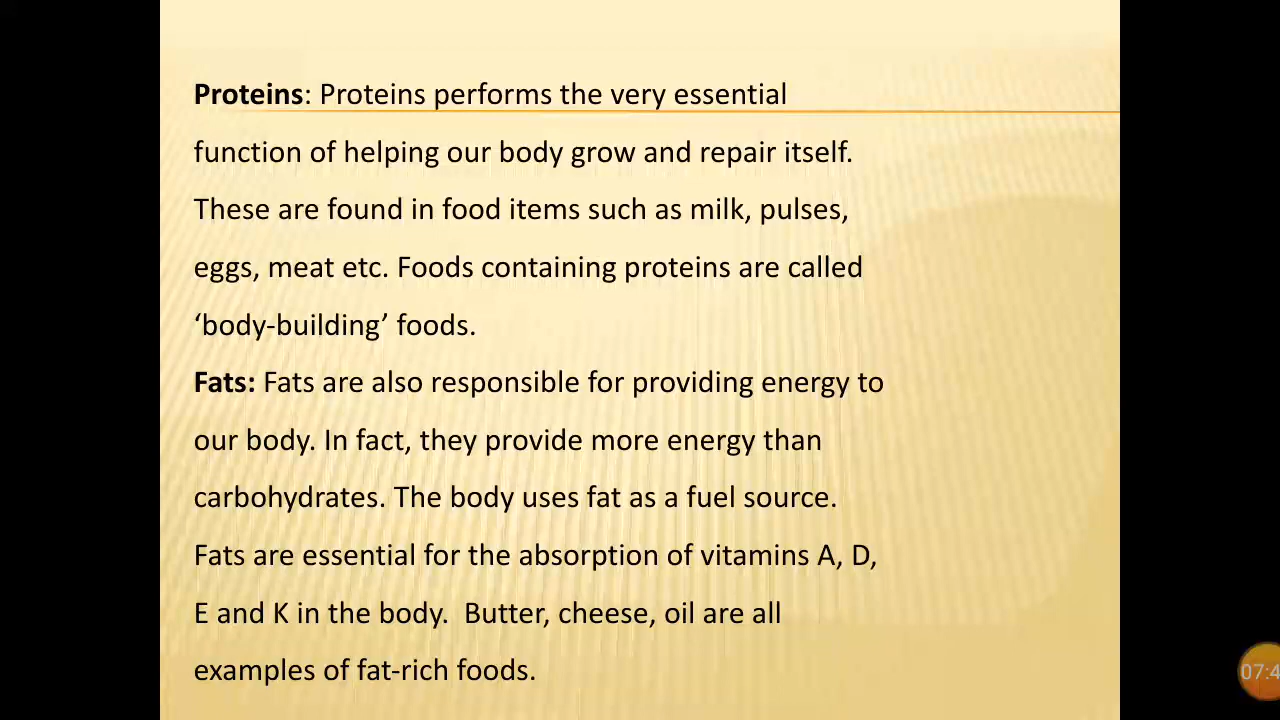 Proteins: Proteins performs the very essential
function of helping our body grow and repair itself.
These are found in food items such as milk, pulses,
eggs, meat etc. Foods containing proteins are called
‘body-building’ foods.
Fats: Fats are also responsible for providing energy to
our body. In fact, they provide more energy than
carbohydrates. The body uses fat as a fuel source.
Fats are essential for the absorption of vitamins A, D,
E and K in the body.  Butter, cheese, oil are all
examples of fat-rich foods.
07:4